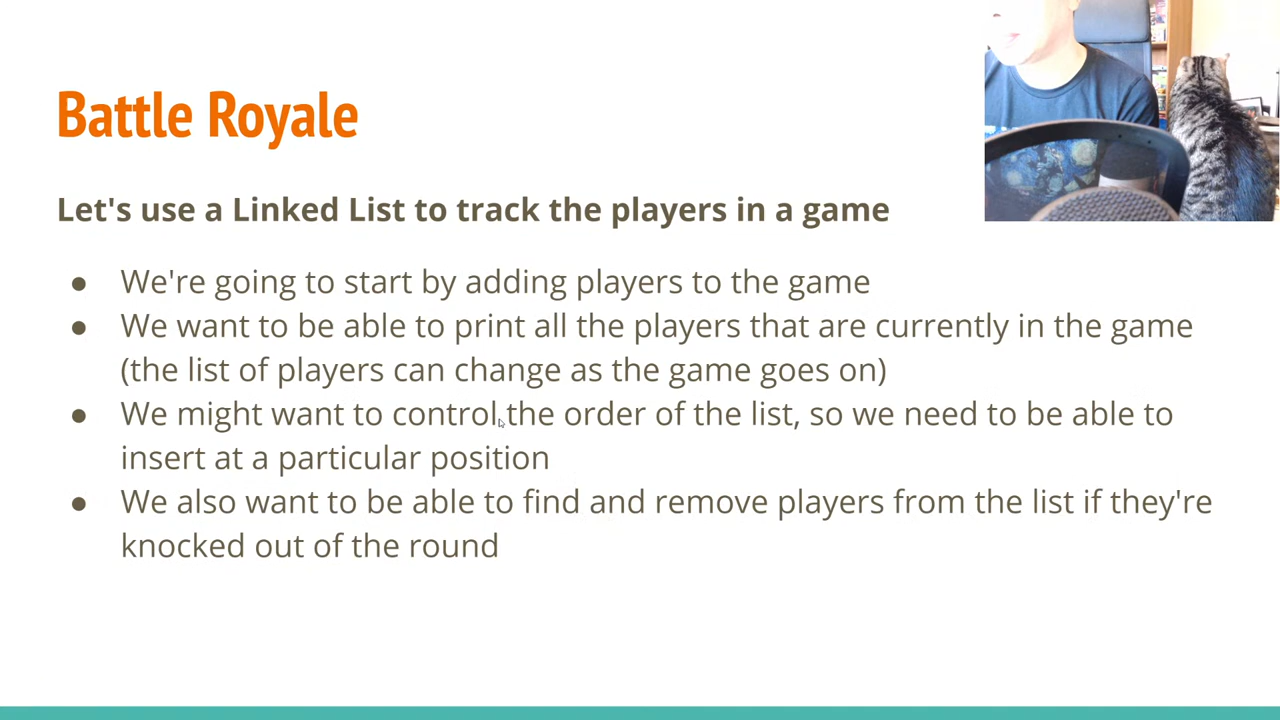 Battle Royale
Let's use a Linked List to track the players in a game
● We're going to start by adding players to the game
● We want to be able to print all the players that are currently in the game
(the list of players can change as the game goes on)
● We might want to control the order of the list, so we need to be able to
insert at a particular position
● We also want to be able to find and remove players from the list if they're
knocked out of the round